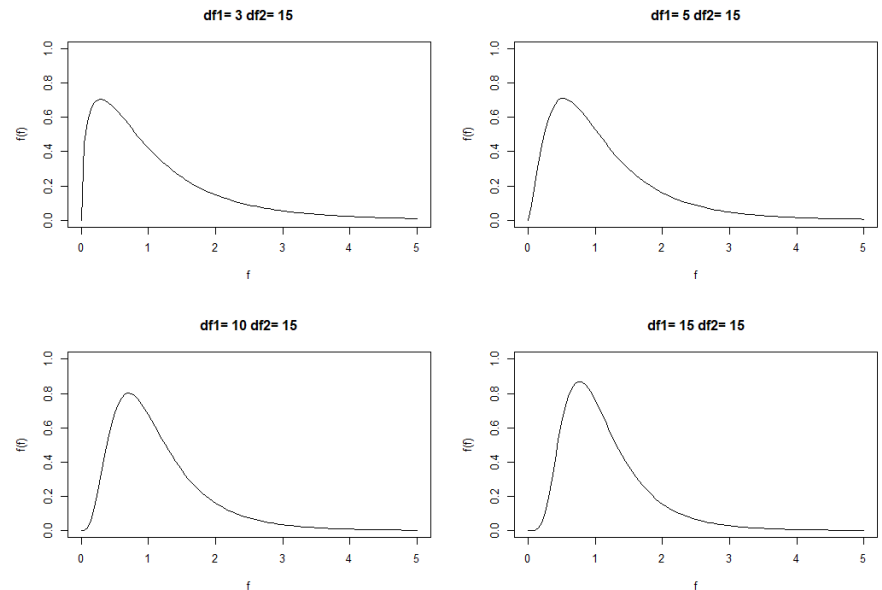 df1= 3 df2= 15
f(f)
0.0 0.2 0.4 0.6 0.8 1.0
0 1 2 3 4 5
f
df1= 5 df2= 15
f(f)
0.0 0.2 0.4 0.6 0.8 1.0
0 1 2 3 4 5
f
df1= 10 df2= 15
f(f)
0.0 0.2 0.4 0.6 0.8 1.0
0 1 2 3 4 5
f
df1= 15 df2= 15
f(f)
0.0 0.2 0.4 0.6 0.8 1.0
0 1 2 3 4 5
f